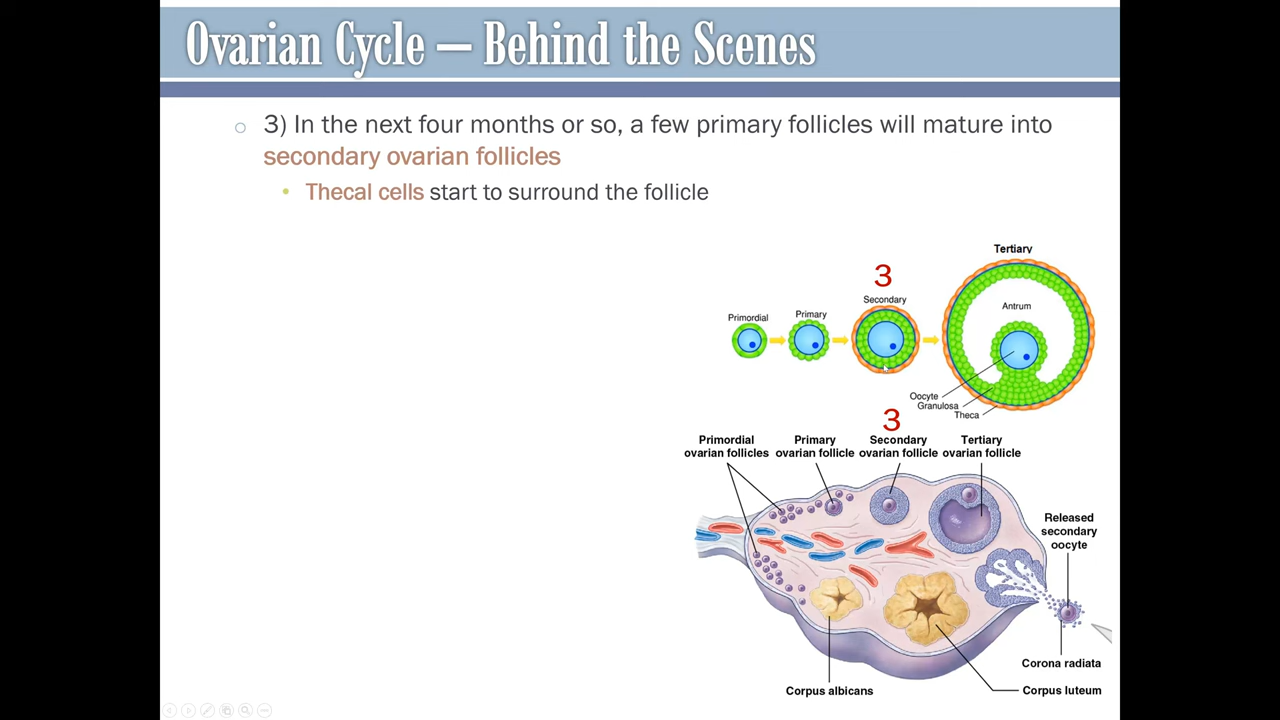 Ovarian Cycle – Behind the Scenes
3) In the next four months or so, a few primary follicles will mature into
secondary ovarian follicles
Thecal cells start to surround the follicle
Tertiary
3
Secondary
Primary
Primordial
Antrum
Oocyte
Granulosa
Theca
3
Primordial
ovarian follicles
Primary
ovarian follicle
Secondary
ovarian follicle
Tertiary
ovarian follicle
Released
secondary
oocyte
Corona radiata
Corpus albicans
Corpus luteum